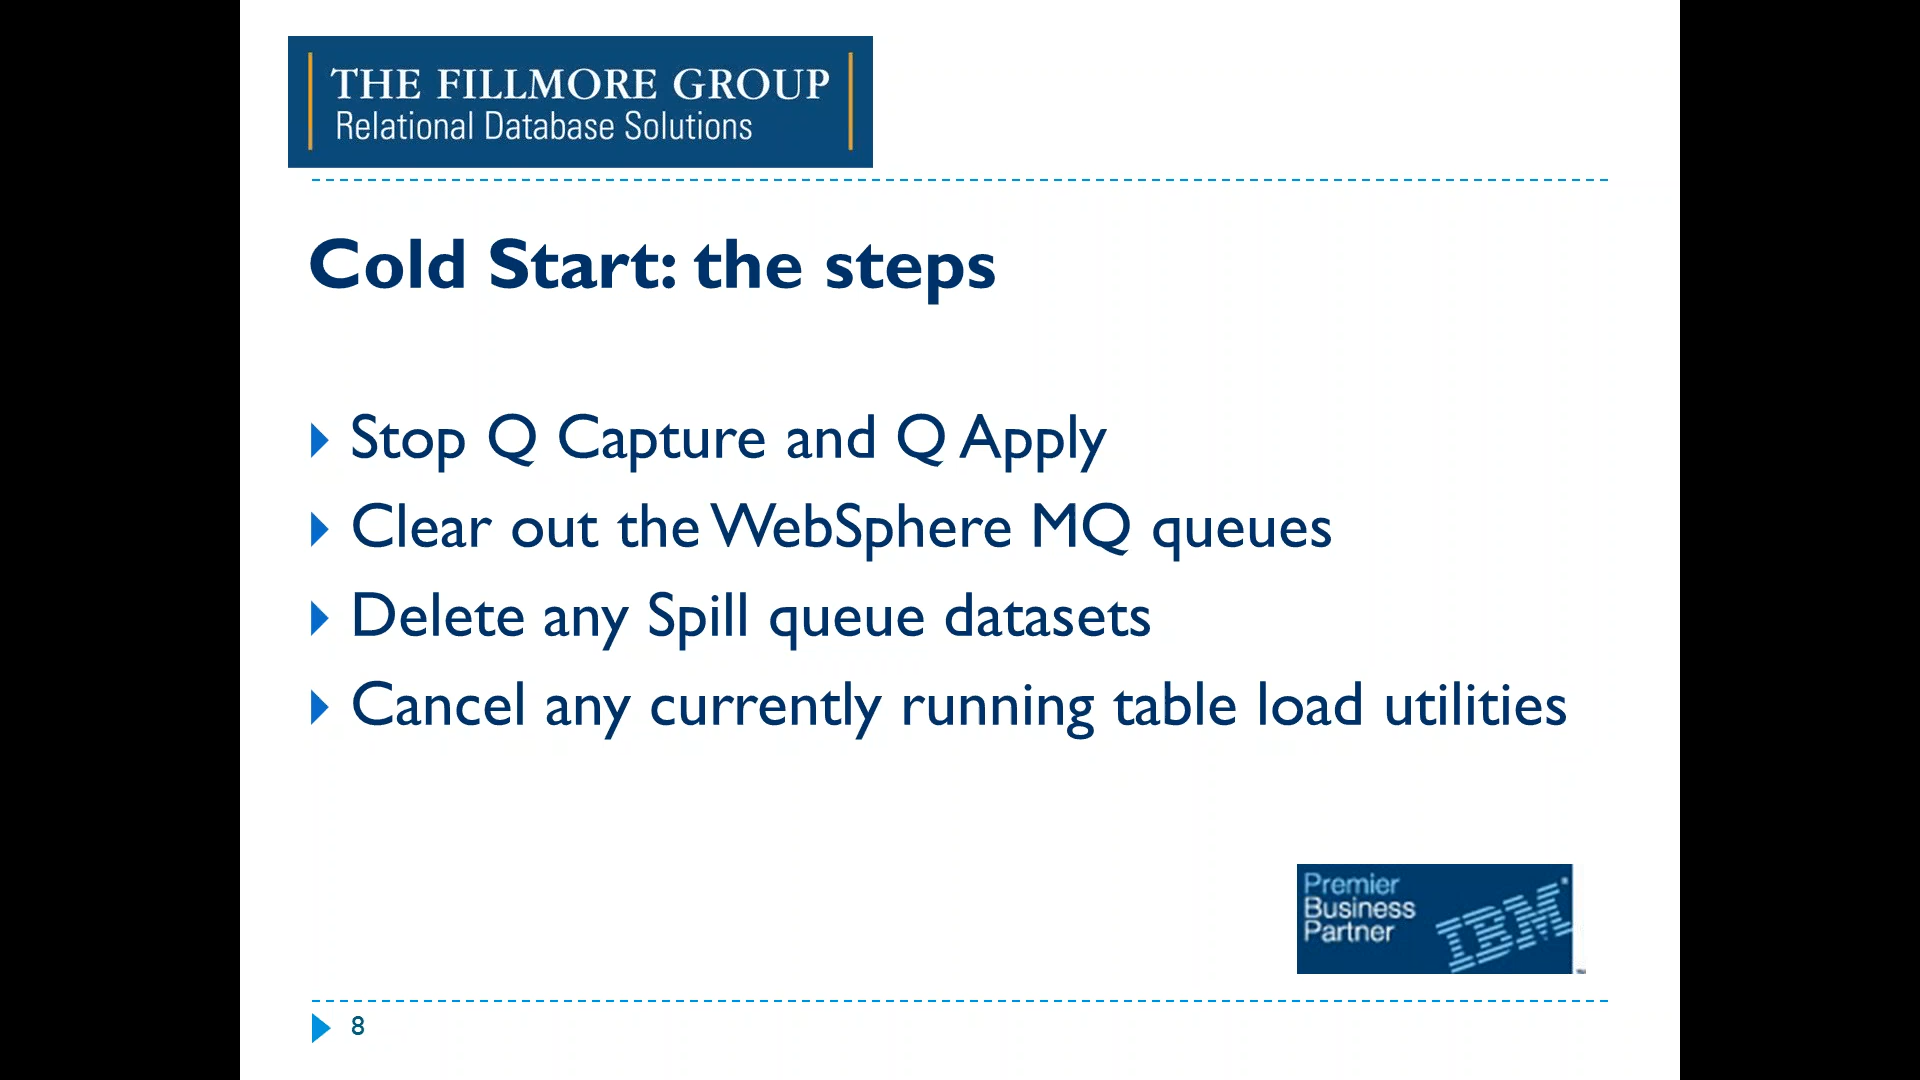 THE FILLMORE GROUP
Relational Database Solutions
Cold Start: the steps
Stop Q Capture and Q Apply
Clear out the WebSphere MQ queues
Delete any Spill queue datasets
Cancel any currently running table load utilities
Premier
Business
Partner
IBM
8